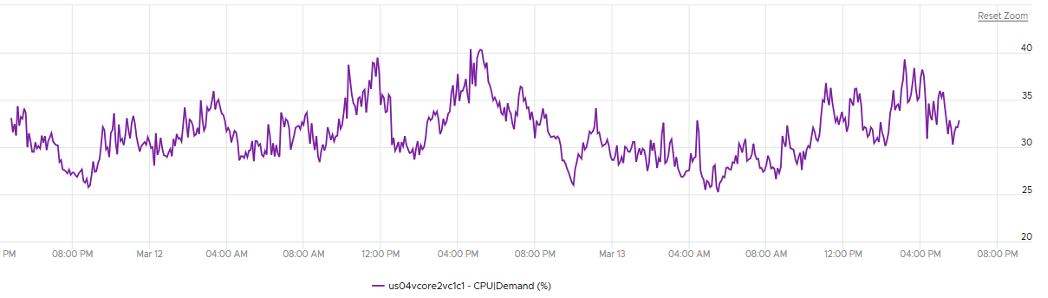 Reset Zoom
40
35
30
25
20
PM 08:00 PM Mar 12 04:00 AM 08:00 AM 12:00 PM 04:00 PM 08:00 PM Mar 13 04:00 AM 08:00 AM 12:00 PM 04:00 PM 08:00 PM
us04vcore2vc1c1 - CPU|Demand (%)